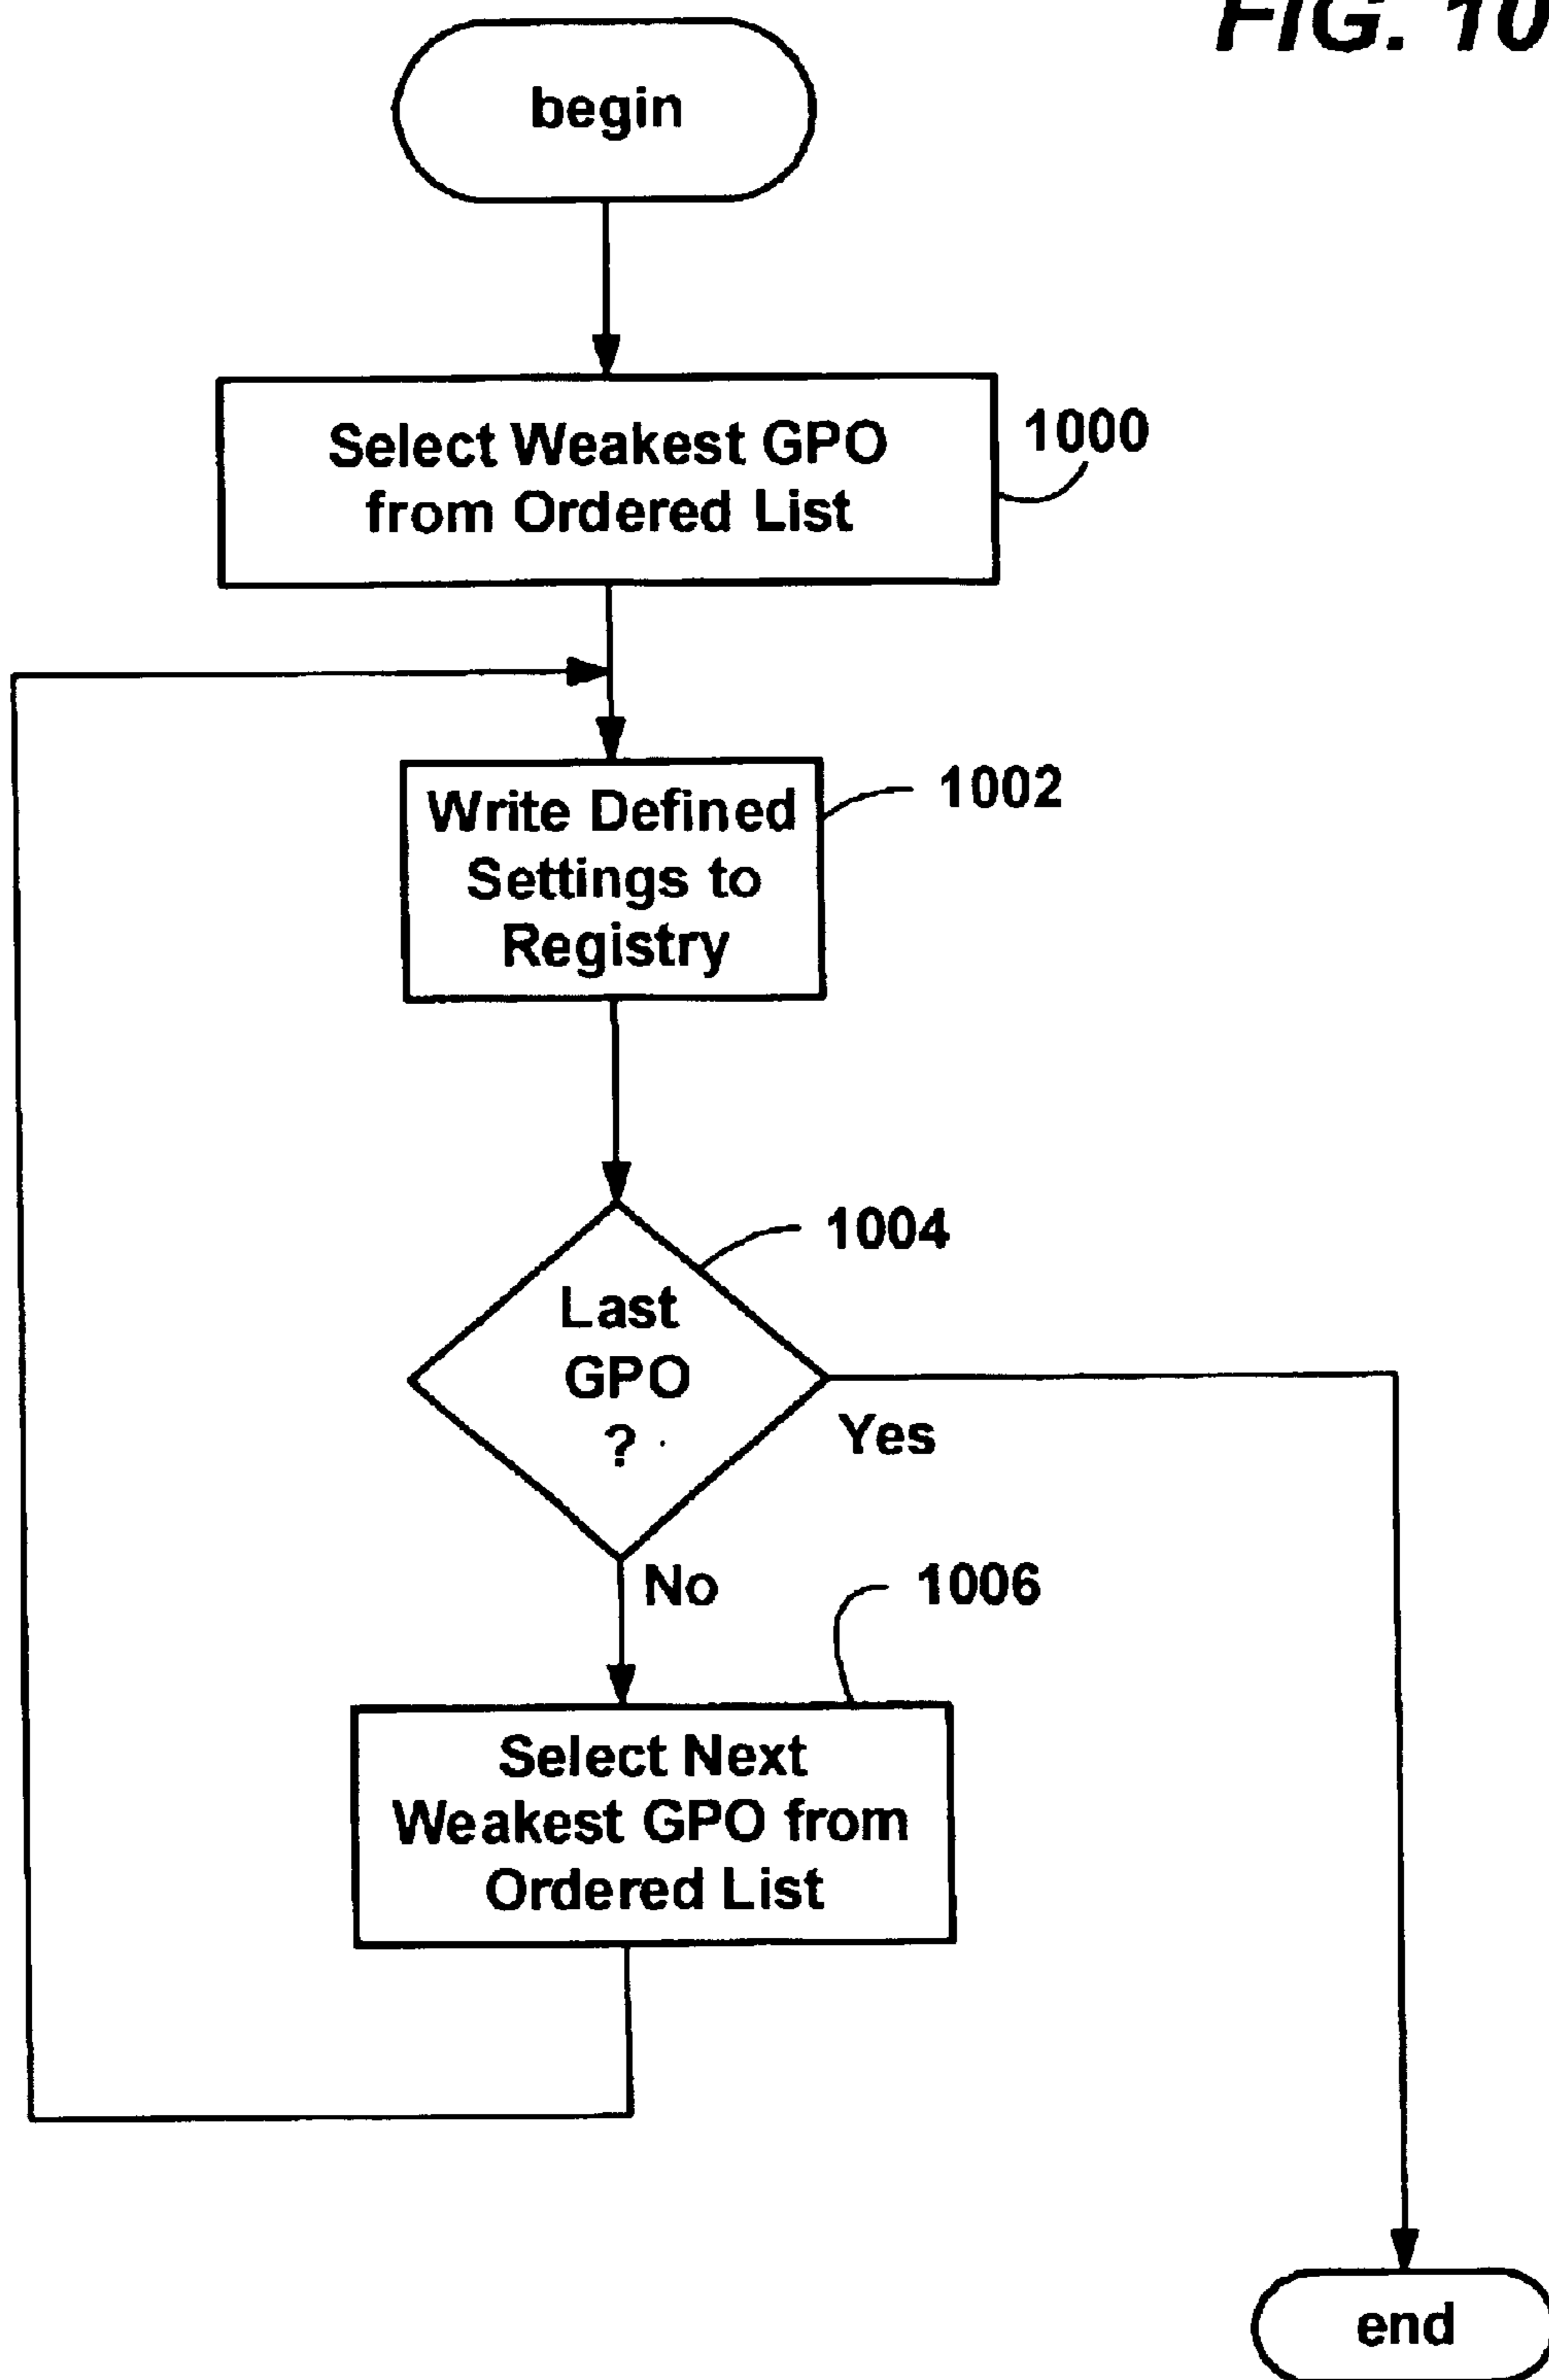 FIG. 10
begin
Select Weakest GPO
from Ordered List
1000
Write Defined
Settings to
Registry
1002
Last
GPO
?
1004
Yes
No
1006
Select Next
Weakest GPO from
Ordered List
end